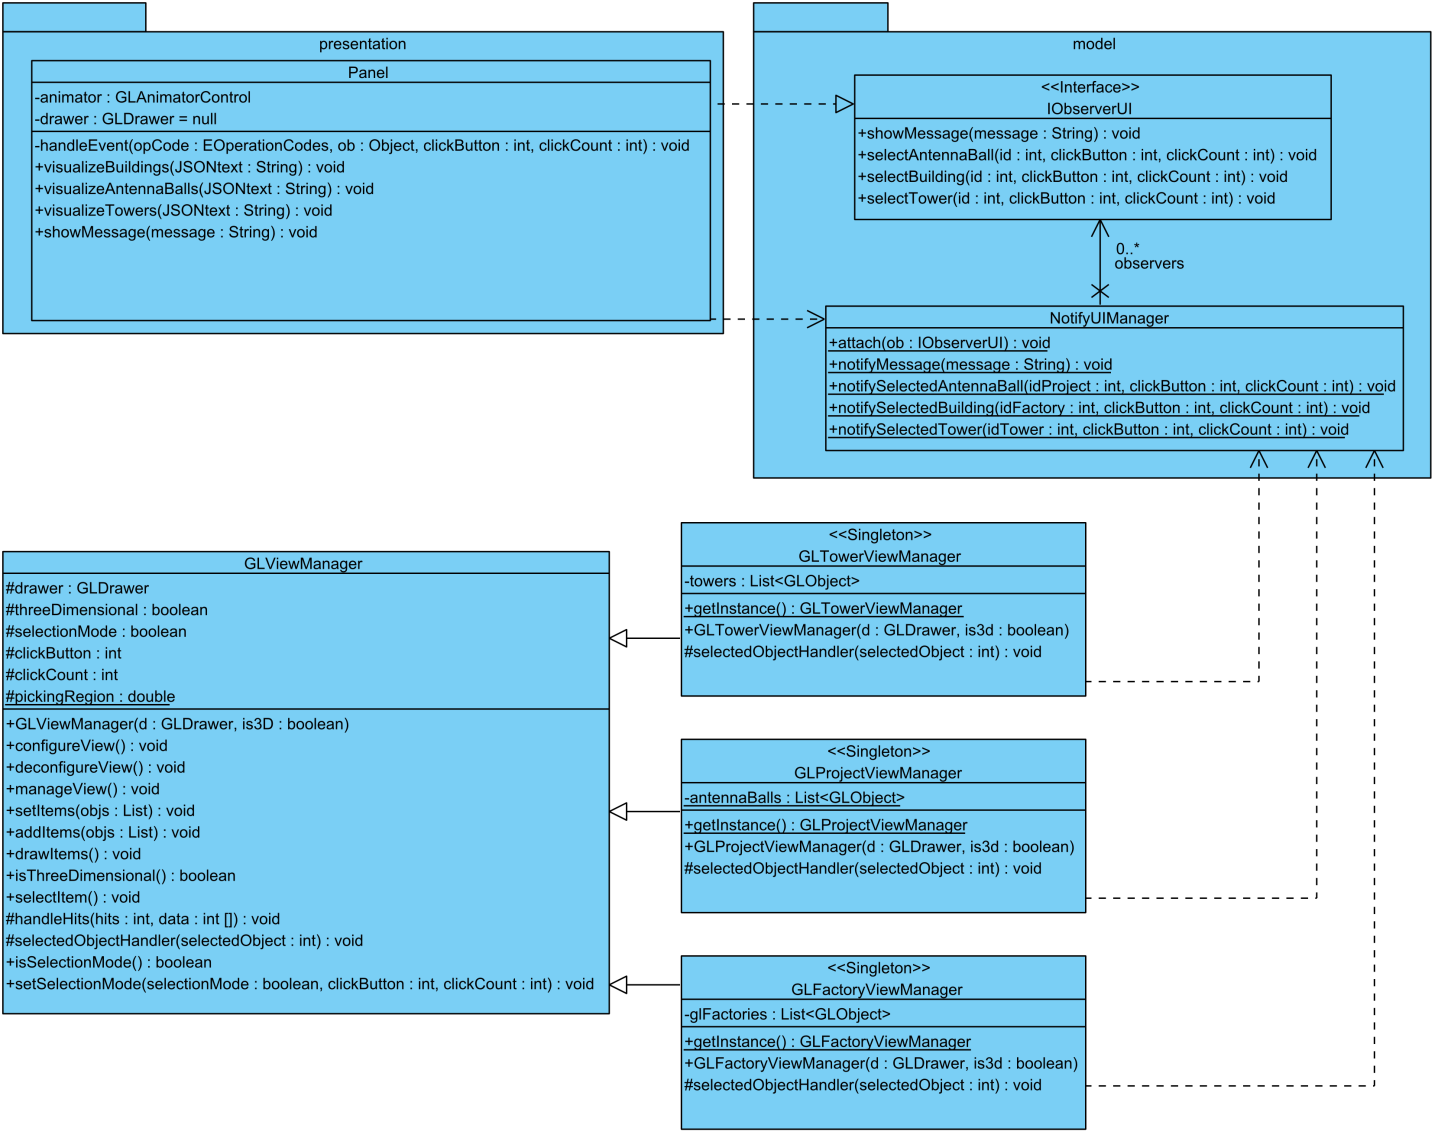 presentation
Panel
-animator : GLAnimatorControl
-drawer : GLDrawer = null
-handleEvent(opCode : EOperationCodes, ob : Object, clickButton : int, clickCount : int) : void
+visualizeBuildings(JSONtext : String) : void
+visualizeAntennaBalls(JSONtext : String) : void
+visualizeTowers(JSONtext : String) : void
+showMessage(message : String) : void
model
<<Interface>>
IObserverUI
+showMessage(message : String) : void
+selectAntennaBall(id : int, clickButton : int, clickCount : int) : void
+selectBuilding(id : int, clickButton : int, clickCount : int) : void
+selectTower(id : int, clickButton : int, clickCount : int) : void
0..*
observers
NotifyUIManager
+attach(ob : IObserverUI) : void
+notifyMessage(message : String) : void
+notifySelectedAntennaBall(idProject : int, clickButton : int, clickCount : int) : void
+notifySelectedBuilding(idFactory : int, clickButton : int, clickCount : int) : void
+notifySelectedTower(idTower : int, clickButton : int, clickCount : int) : void
GLViewManager
#drawer : GLDrawer
#threeDimensional : boolean
#selectionMode : boolean
#clickButton : int
#clickCount : int
#pickingRegion : double
+GLViewManager(d : GLDrawer, is3D : boolean)
+configureView() : void
+deconfigureView() : void
+manageView() : void
+setItems(objs : List) : void
+addItems(objs : List) : void
+drawItems() : void
+isThreeDimensional() : boolean
+selectItem() : void
#handleHits(hits : int, data : int []) : void
#selectedObjectHandler(selectedObject : int) : void
+isSelectionMode() : boolean
+setSelectionMode(selectionMode : boolean, clickButton : int, clickCount : int) : void
<<Singleton>>
GLTowerViewManager
-towers : List<GLObject>
+getInstance() : GLTowerViewManager
+GLTowerViewManager(d : GLDrawer, is3d : boolean)
#selectedObjectHandler(selectedObject : int) : void
<<Singleton>>
GLProjectViewManager
-antennaBalls : List<GLObject>
+getInstance() : GLProjectViewManager
+GLProjectViewManager(d : GLDrawer, is3d : boolean)
#selectedObjectHandler(selectedObject : int) : void
<<Singleton>>
GLFactoryViewManager
-glFactories : List<GLObject>
+getInstance() : GLFactoryViewManager
+GLFactoryViewManager(d : GLDrawer, is3d : boolean)
#selectedObjectHandler(selectedObject : int) : void